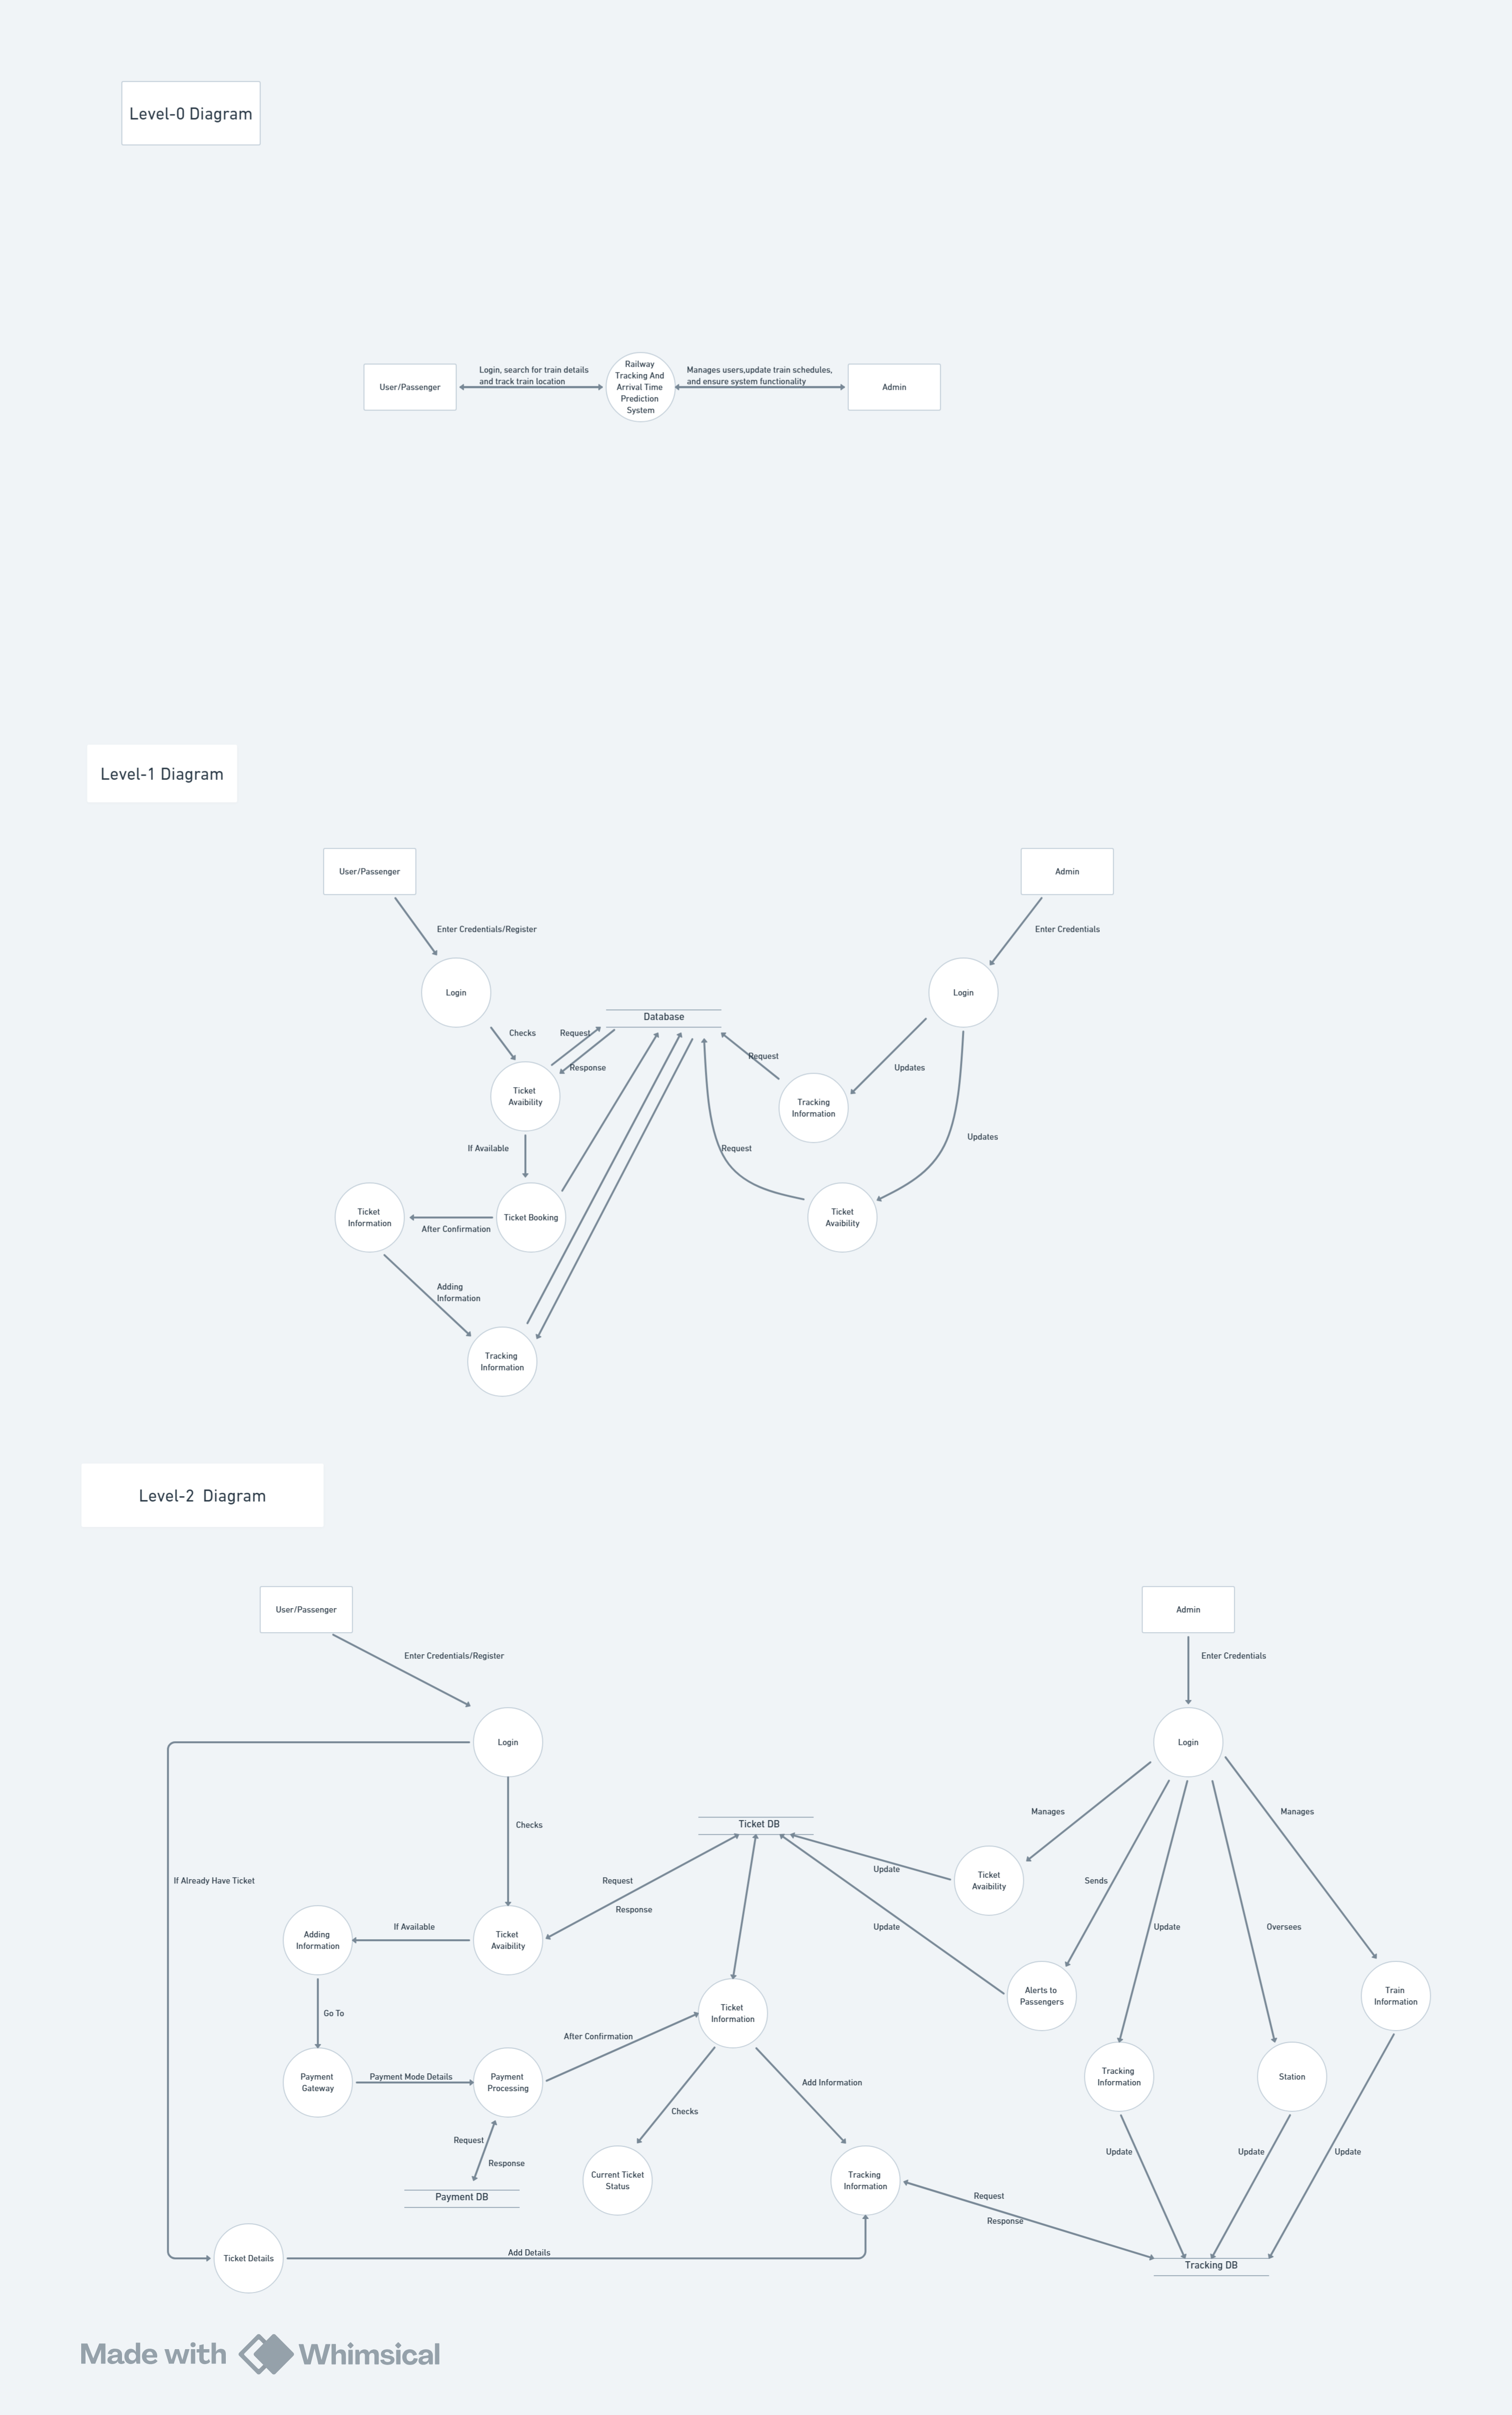 Level-0 Diagram
Railway
Tracking And
Arrival Time
Prediction
System
User/Passenger
Login, search for train details
and track train location
Manages users,update train schedules,
and ensure system functionality
Admin
Level-1 Diagram
User/Passenger
Admin
Enter Credentials/Register
Enter Credentials
Login
Login
Database
Checks
Request
Response
Request
Updates
Ticket
Avaibility
Tracking
Information
If Available
Request
Updates
Ticket
Information
After Confirmation
Ticket Booking
Ticket
Avaibility
Adding
Information
Tracking
Information
Level-2  Diagram
User/Passenger
Admin
Enter Credentials/Register
Enter Credentials
Login
Login
Manages
Manages
Checks
Ticket DB
Update
Ticket
Avaibility
If Already Have Ticket
Request
Sends
Response
If Available
Update
Update
Oversees
Adding
Information
Ticket
Avaibility
Alerts to
Passengers
Train
Information
Go To
Ticket
Information
After Confirmation
Payment
Gateway
Payment Mode Details
Payment
Processing
Add Information
Tracking
Information
Station
Checks
Request
Response
Update
Update
Update
Current Ticket
Status
Tracking
Information
Payment DB
Request
Response
Ticket Details
Add Details
Tracking DB
Made with Whimsical